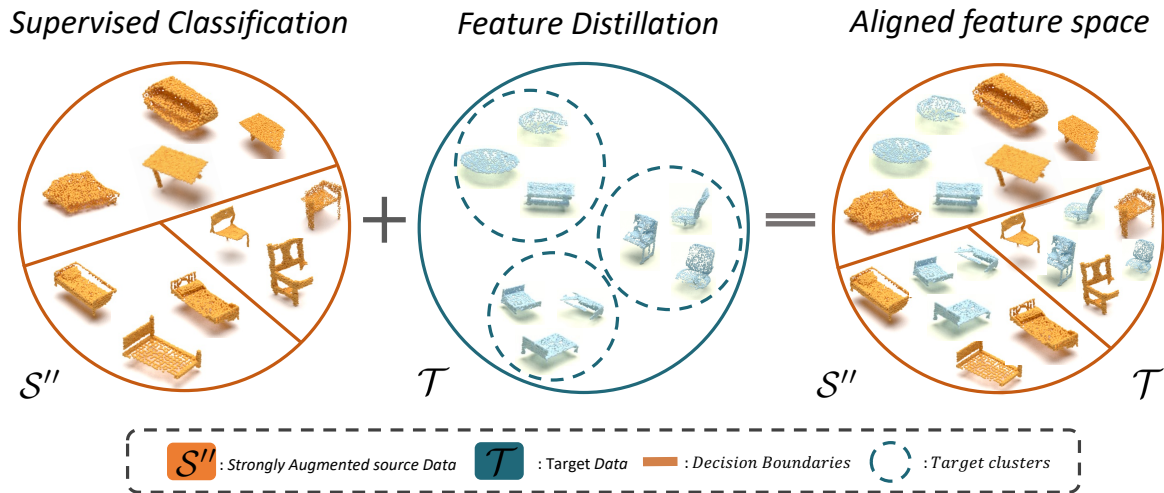 Supervised Classification
Feature Distillation
Aligned feature space
+
=
𝒮′′
𝒯
𝒮′′
𝒯
𝒮′′ : Strongly Augmented source Data
𝒯 : Target Data
: Decision Boundaries
: Target clusters